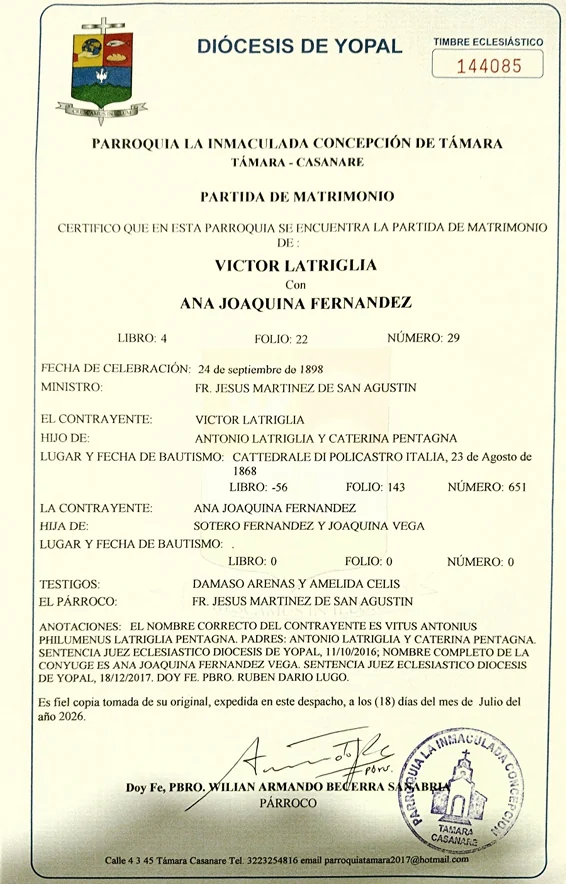 DIÓCESIS DE YOPAL
TIMBRE ECLESIÁSTICO
144085
PARROQUIA LA INMACULADA CONCEPCIÓN DE TÁMARA
TÁMARA - CASANARE
PARTIDA DE MATRIMONIO
CERTIFICO QUE EN ESTA PARROQUIA SE ENCUENTRA LA PARTIDA DE MATRIMONIO
DE :
VICTOR LATRIGLIA
Con
ANA JOAQUINA FERNANDEZ
LIBRO: 4 FOLIO: 22 NÚMERO: 29
FECHA DE CELEBRACIÓN: 24 de septiembre de 1898
MINISTRO: FR. JESUS MARTINEZ DE SAN AGUSTIN
EL CONTRAYENTE: VICTOR LATRIGLIA
HIJO DE: ANTONIO LATRIGLIA Y CATERINA PENTAGNA
LUGAR Y FECHA DE BAUTISMO: CATTEDRALE DI POLICASTRO ITALIA, 23 de Agosto de
1868
LIBRO: -56 FOLIO: 143 NÚMERO: 651
LA CONTRAYENTE: ANA JOAQUINA FERNANDEZ
HIJA DE: SOTERO FERNANDEZ Y JOAQUINA VEGA
LUGAR Y FECHA DE BAUTISMO: .
LIBRO: 0 FOLIO: 0 NÚMERO: 0
TESTIGOS: DAMASO ARENAS Y AMELIDA CELIS
EL PÁRROCO: FR. JESUS MARTINEZ DE SAN AGUSTIN
ANOTACIONES: EL NOMBRE CORRECTO DEL CONTRAYENTE ES VITUS ANTONIUS
PHILUMENUS LATRIGLIA PENTAGNA. PADRES: ANTONIO LATRIGLIA Y CATERINA PENTAGNA.
SENTENCIA JUEZ ECLESIASTICO DIOCESIS DE YOPAL, 11/10/2016; NOMBRE COMPLETO DE LA
CONYUGE ES ANA JOAQUINA FERNANDEZ VEGA. SENTENCIA JUEZ ECLESIASTICO DIOCESIS
DE YOPAL, 18/12/2017. DOY FE. PBRO. RUBEN DARIO LUGO.
Es fiel copia tomada de su original, expedida en este despacho, a los (18) días del mes de Julio del
año 2026.
Pbro.
Doy Fe, PBRO. WILIAN ARMANDO BECERRA SANABRIA
PÁRROCO
PARROQUIA LA INMACULADA CONCEPCIÓN
TAMARA
CASANARE
Calle 4 3 45 Támara Casanare Tel. 3223254816 email parroquiatamara2017@hotmail.com